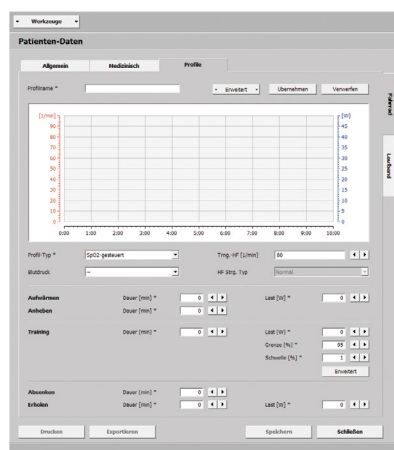 Werkzeuge
Patienten-Daten
Allgemein Medizinisch Profile
Profilname * Erweitert Übernehmen Verwerfen
Fahrrad
Laufband
[1/min] [W]
90 45
80 40
70 35
60 30
50 25
40 20
30 15
20 10
10 5
0 0
0:00 1:00 2:00 3:00 4:00 5:00 6:00 7:00 8:00 9:00 10:00
Profil-Typ * SpO2-gesteuert Trng.-HF [1/min] 80
Blutdruck -- HF Strg. Typ Normal
Aufwärmen Dauer [min] * 0 Last [W] * 0
Anheben Dauer [min] * 0
Training Dauer [min] * 0 Last [W] * 0
Grenze [%] * 95
Schwelle [%] * 1
Erweitert
Absenken Dauer [min] * 0
Erholen Dauer [min] * 0 Last [W] * 0
Drucken Exportieren Speichern Schließen